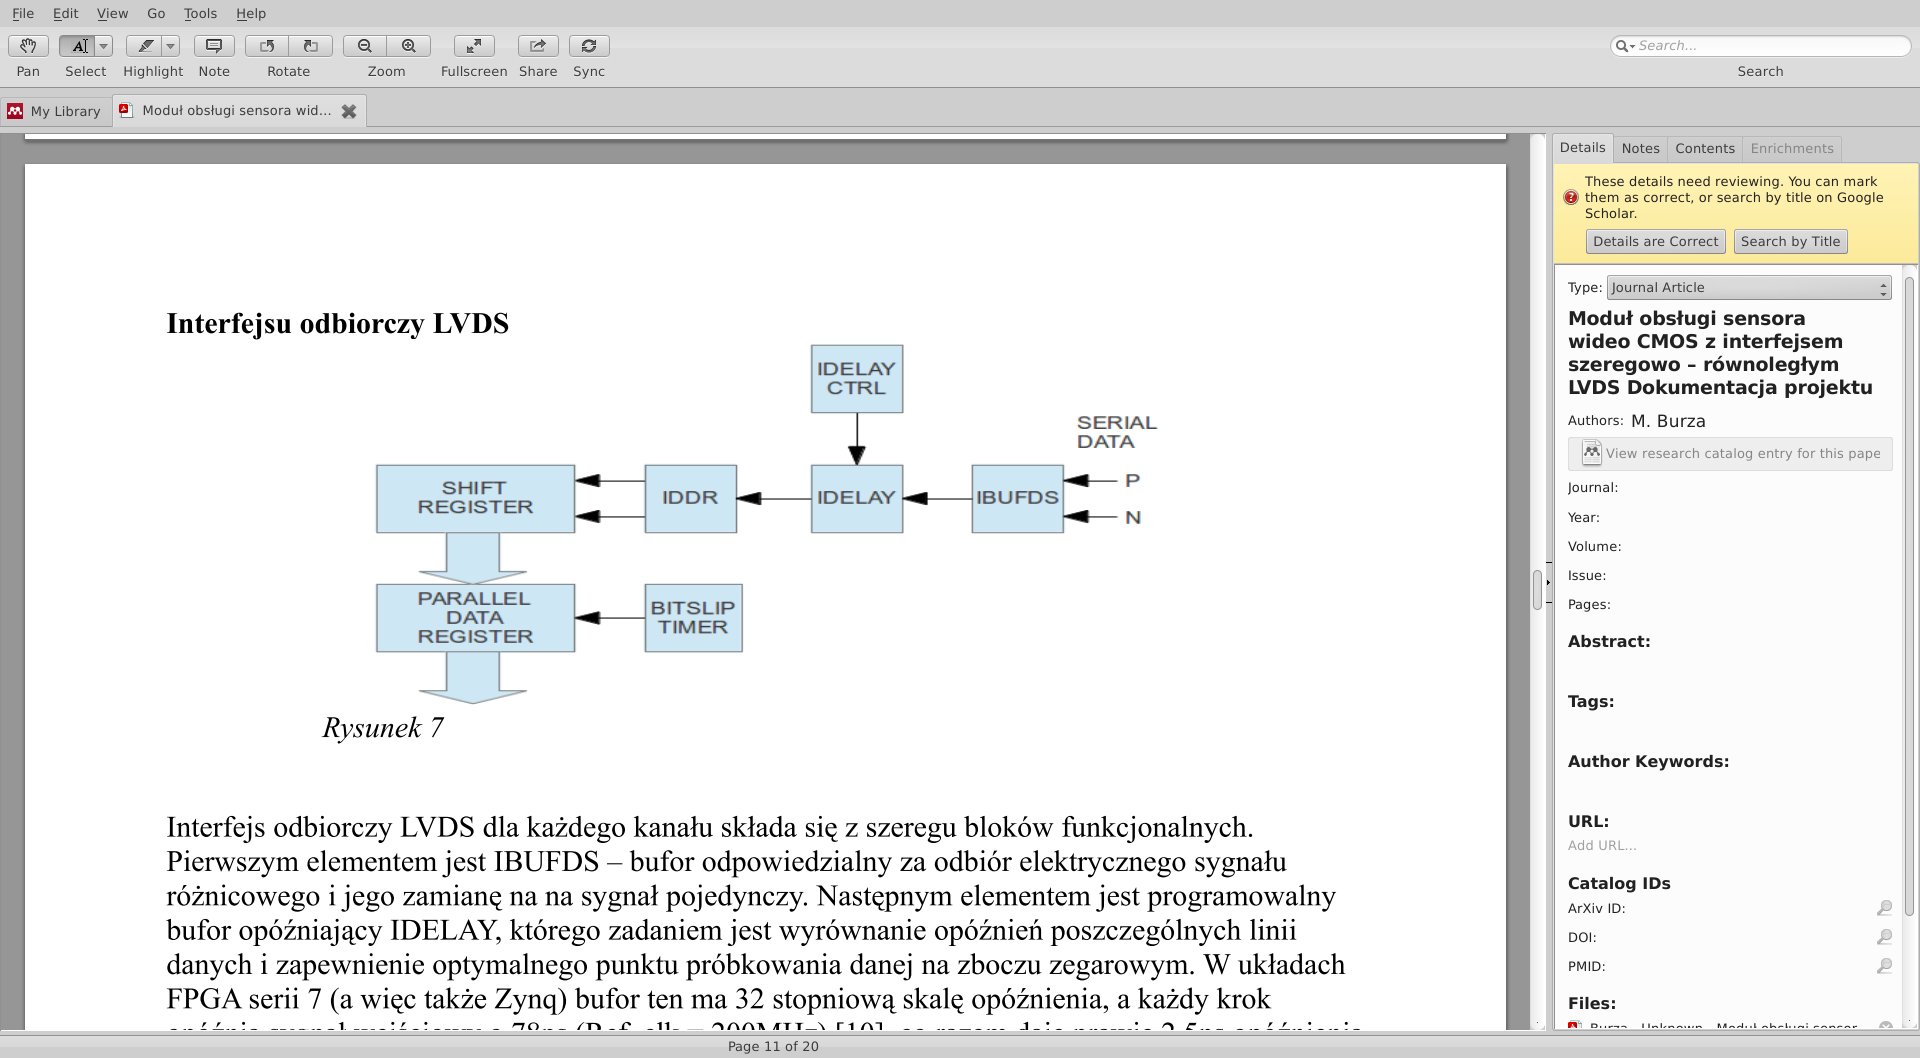 File Edit View Go Tools Help
Pan Select Highlight Note Rotate Zoom Fullscreen Share Sync
Search...
Search
My Library
Moduł obsługi sensora wid...
Interfejsu odbiorczy LVDS
IDELAY
CTRL
SERIAL
DATA
SHIFT
REGISTER
IDDR
IDELAY
IBUFDS
P
N
PARALLEL
DATA
REGISTER
BITSLIP
TIMER
Rysunek 7
Interfejs odbiorczy LVDS dla każdego kanału składa się z szeregu bloków funkcjonalnych.
Pierwszym elementem jest IBUFDS – bufor odpowiedzialny za odbiór elektrycznego sygnału
różnicowego i jego zamianę na na sygnał pojedynczy. Następnym elementem jest programowalny
bufor opóźniający IDELAY, którego zadaniem jest wyrównanie opóźnień poszczególnych linii
danych i zapewnienie optymalnego punktu próbkowania danej na zboczu zegarowym. W układach
FPGA serii 7 (a więc także Zynq) bufor ten ma 32 stopniową skalę opóźnienia, a każdy krok
Details Notes Contents Enrichments
These details need reviewing. You can mark
them as correct, or search by title on Google
Scholar.
Details are Correct
Search by Title
Type: Journal Article
Moduł obsługi sensora
wideo CMOS z interfejsem
szeregowo – równoległym
LVDS Dokumentacja projektu
Authors: M. Burza
View research catalog entry for this pape
Journal:
Year:
Volume:
Issue:
Pages:
Abstract:
Tags:
Author Keywords:
URL:
Add URL...
Catalog IDs
ArXiv ID:
DOI:
PMID:
Files:
Page 11 of 20